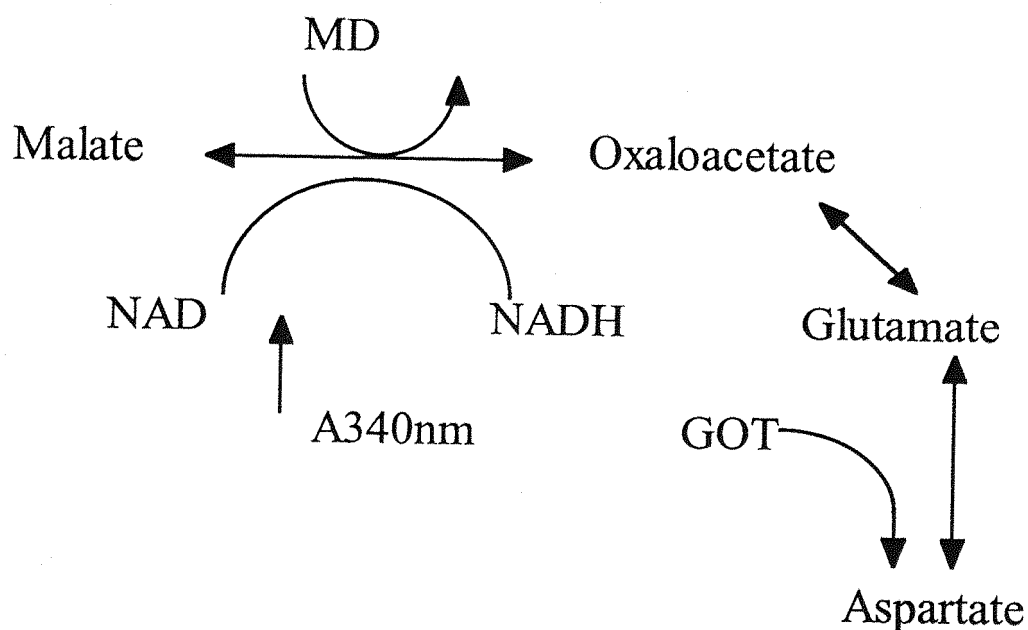 MD
Malate
Oxaloacetate
NAD
NADH
Glutamate
A340nm
GOT
Aspartate